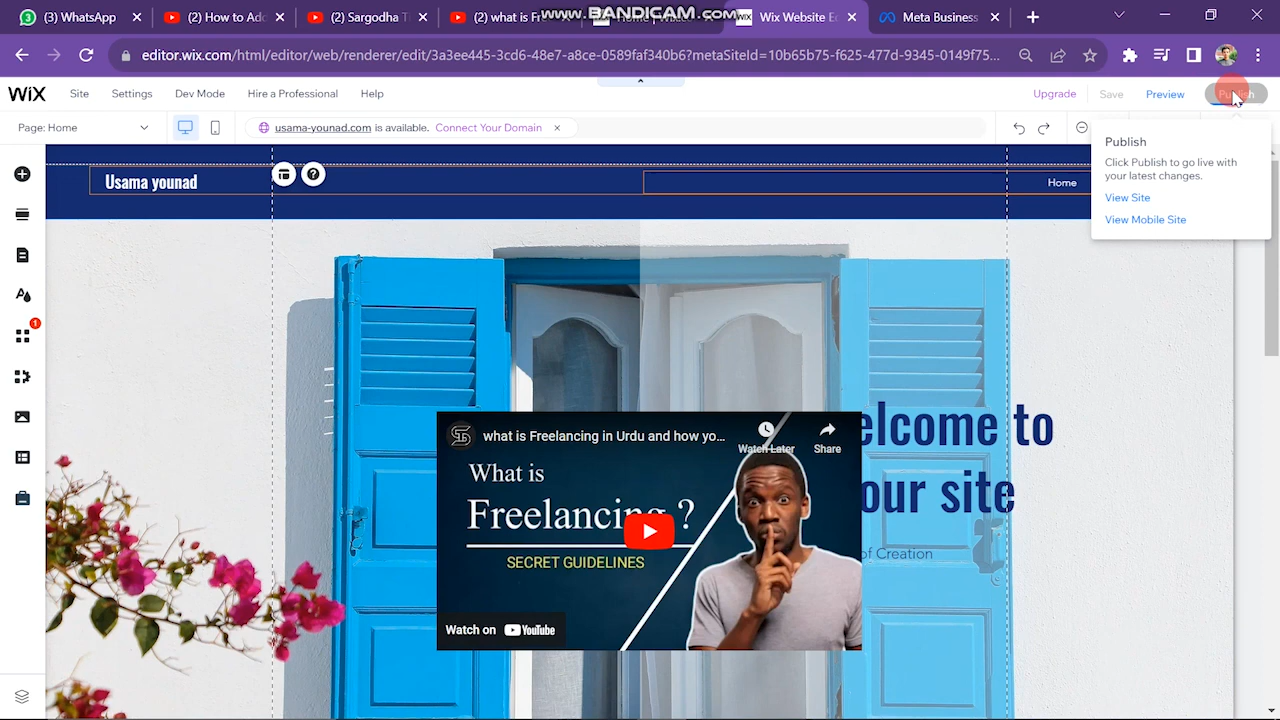 www.BANDICAM.com
(3) WhatsApp
(2) How to Ad
(2) Sargodha T
(2) what is F
Wix Website E
Meta Business
editor.wix.com/html/editor/web/renderer/edit/3a3ee445-3cd6-48e7-a8ce-0589faf340b6?metaSiteId=10b65b75-f625-477d-9345-0149f75...
WiX
Site
Settings
Dev Mode
Hire a Professional
Help
Upgrade
Save
Preview
Publish
Page: Home
usama-younad.com is available. Connect Your Domain
Publish
Click Publish to go live with
your latest changes.
View Site
View Mobile Site
Usama younad
?
Home
1
elcome to
our site
of Creation
what is Freelancing in Urdu and how yo...
Watch Later
Share
What is
Freelancing ?
SECRET GUIDELINES
Watch on YouTube